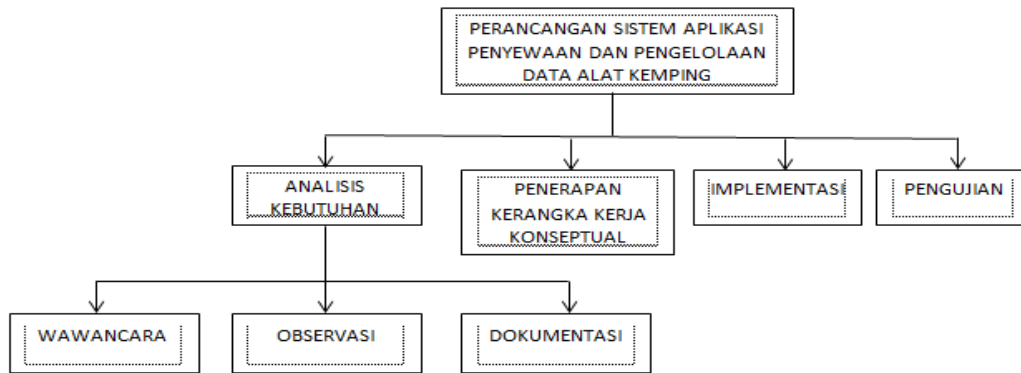 PERANCANGAN SISTEM APLIKASI
PENYEWAAN DAN PENGELOLAAN
DATA ALAT KEMPING
ANALISIS
KEBUTUHAN
PENERAPAN
KERANGKA KERJA
KONSEPTUAL
IMPLEMENTASI
PENGUJIAN
WAWANCARA
OBSERVASI
DOKUMENTASI